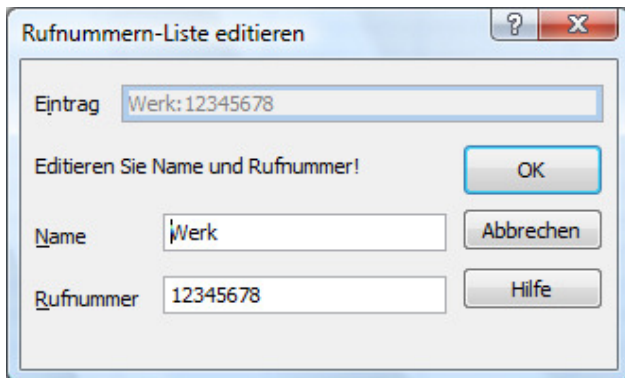 Rufnummern-Liste editieren
?
Eintrag Werk:12345678
Editieren Sie Name und Rufnummer!
OK
Name Werk
Abbrechen
Rufnummer 12345678
Hilfe